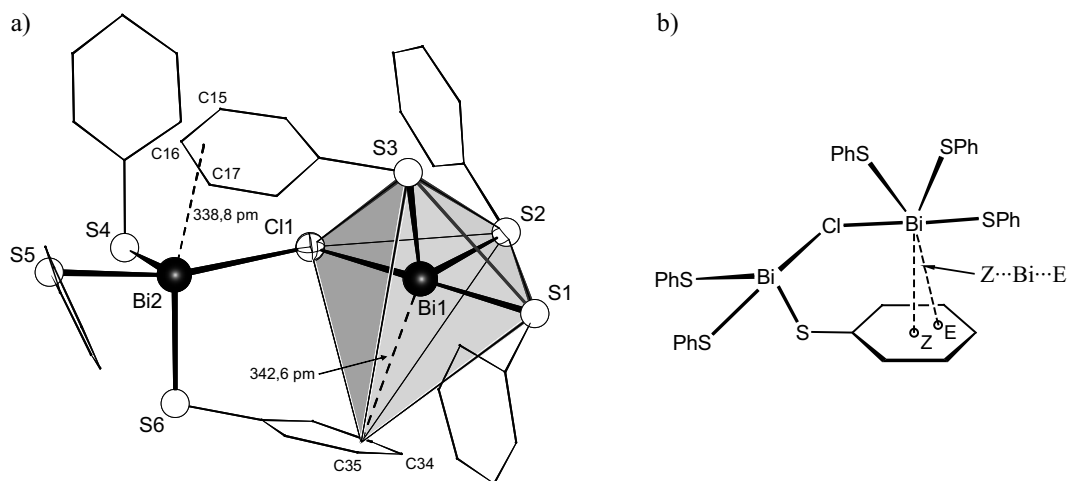 a)
b)
C15
C16
C17
S3
338,8 pm
S4
Cl1
S2
S5
Bi2
Bi1
S1
342,6 pm
S6
C35
C34
PhS
SPh
Cl
Bi
SPh
PhS
Bi
Z···Bi···E
PhS
S
Z
E